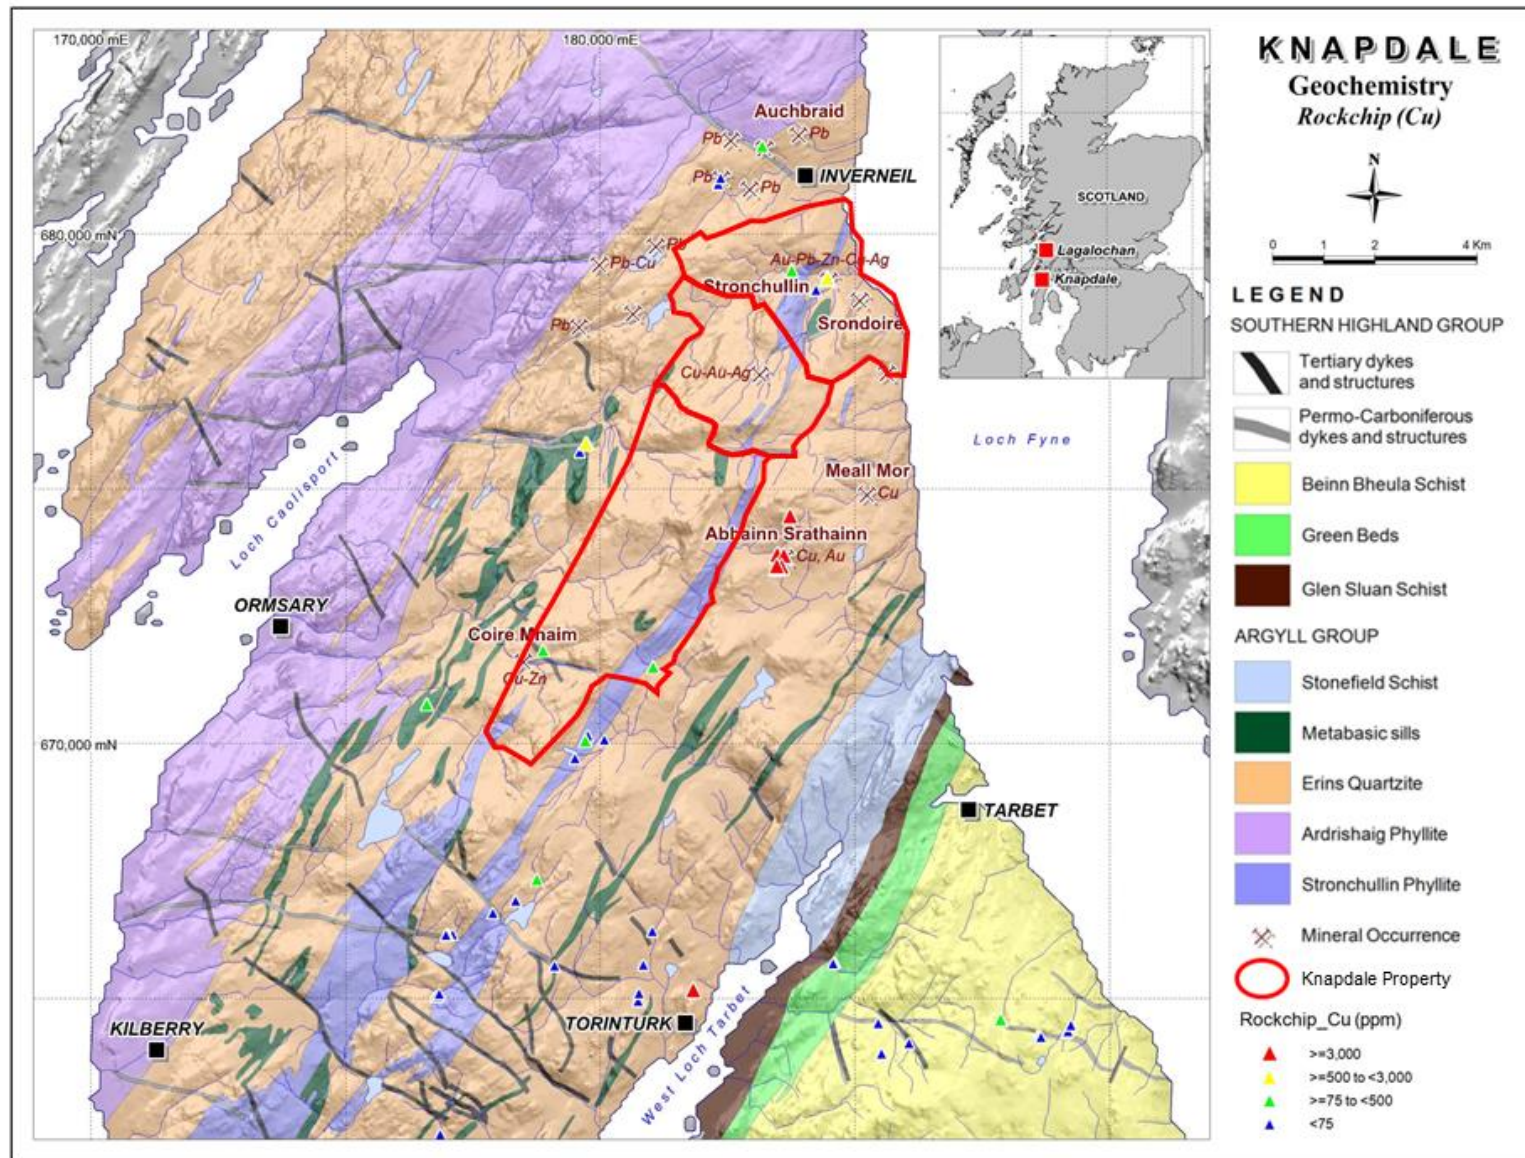 170,000 mE
180,000 mE
KNAPDALE
Geochemistry
Rockchip (Cu)
N
0 1 2 4 Km
SCOTLAND
Lagalochan
Knapdale
Auchbraid
Pb
Pb
INVERNEIL
Pb
Pb
680,000 mN
Pb
Pb-Cu
Au-Pb-Zn-Cu-Ag
Stronchullin
Srondoire
Pb
Cu-Au-Ag
Loch Fyne
Meall Mor
Cu
Loch Caolisport
Abbainn Srathainn
Cu, Au
ORMSARY
Coire Mhaim
Cu-Zn
670,000 mN
TARBET
KILBERRY
TORINTURK
West Loch Tarbet
LEGEND
SOUTHERN HIGHLAND GROUP
Tertiary dykes
and structures
Permo-Carboniferous
dykes and structures
Beinn Bheula Schist
Green Beds
Glen Sluan Schist
ARGYLL GROUP
Stonefield Schist
Metabasic sills
Erins Quartzite
Ardrishaig Phyllite
Stronchullin Phyllite
Mineral Occurrence
Knapdale Property
Rockchip_Cu (ppm)
>=3,000
>=500 to <3,000
>=75 to <500
<75